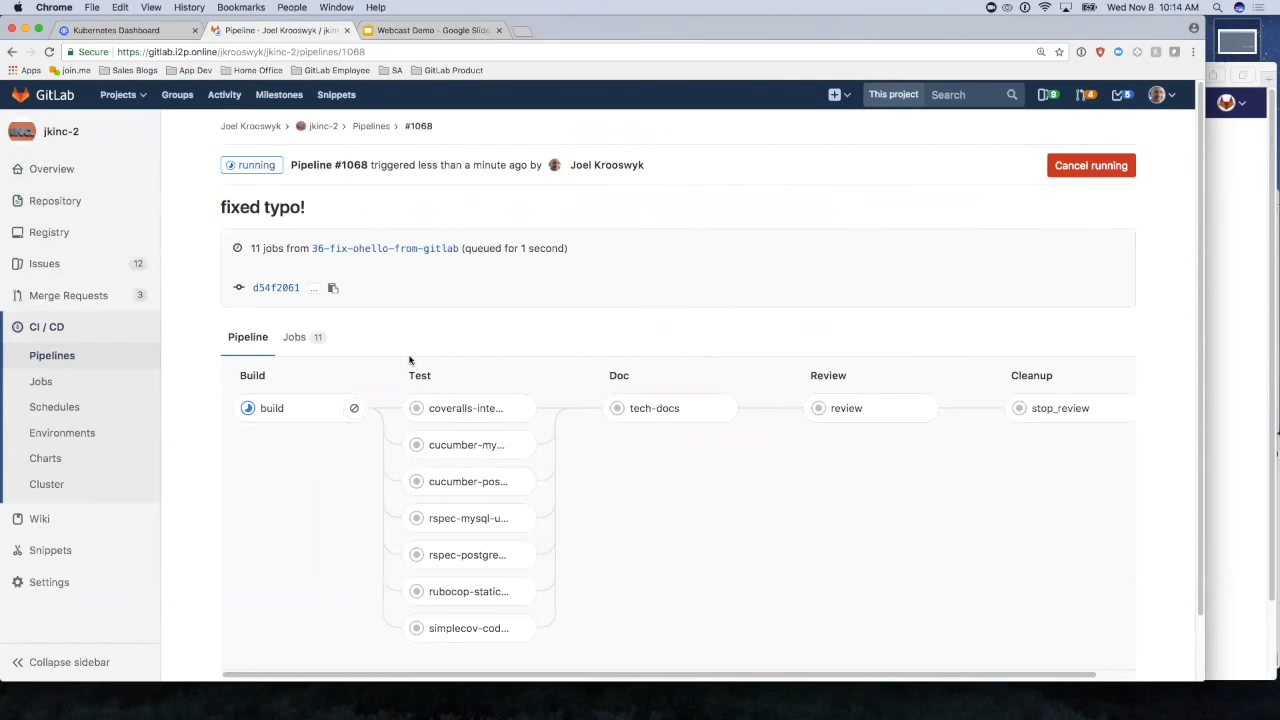 Chrome File Edit View History Bookmarks People Window Help Wed Nov 8 10:14 AM
Kubernetes Dashboard × Pipeline · Joel Krooswyk / jkin × Webcast Demo - Google Slide ×
Secure https://gitlab.i2p.online/jkrooswyk/jkinc-2/pipelines/1068
Apps join.me Sales Blogs App Dev Home Office GitLab Employee SA GitLab Product
GitLab Projects Groups Activity Milestones Snippets This project Search 9 4 5
jkinc-2
Overview
Repository
Registry
Issues 12
Merge Requests 3
CI / CD
Pipelines
Jobs
Schedules
Environments
Charts
Cluster
Wiki
Snippets
Settings
Collapse sidebar
Joel Krooswyk > jkinc-2 > Pipelines > #1068
running Pipeline #1068 triggered less than a minute ago by Joel Krooswyk Cancel running
fixed typo!
11 jobs from 36-fix-ohello-from-gitlab (queued for 1 second)
d54f2061 ...
Pipeline Jobs 11
Build Test Doc Review Cleanup
build coveralls-inte... tech-docs review stop_review
cucumber-my...
cucumber-pos...
rspec-mysql-u...
rspec-postgre...
rubocop-static...
simplecov-cod...